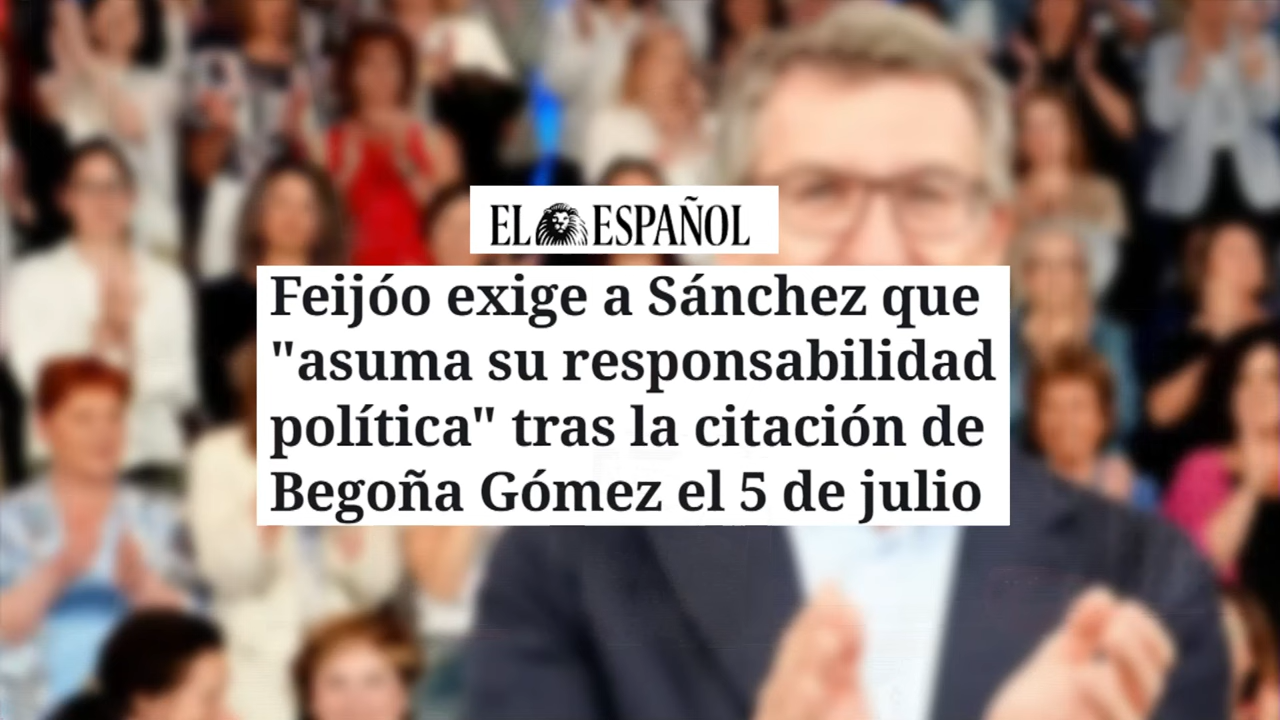 EL ESPAÑOL
Feijóo exige a Sánchez que
"asuma su responsabilidad
política" tras la citación de
Begoña Gómez el 5 de julio